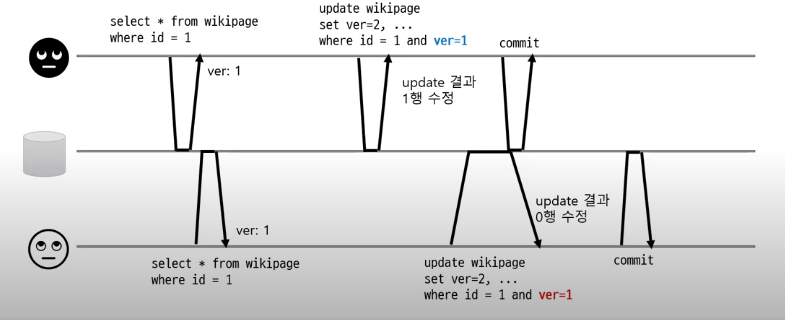 select * from wikipage
where id = 1
ver: 1
update wikipage
set ver=2, ...
where id = 1 and ver=1
update 결과
1행 수정
commit
ver: 1
select * from wikipage
where id = 1
update wikipage
set ver=2, ...
where id = 1 and ver=1
update 결과
0행 수정
commit